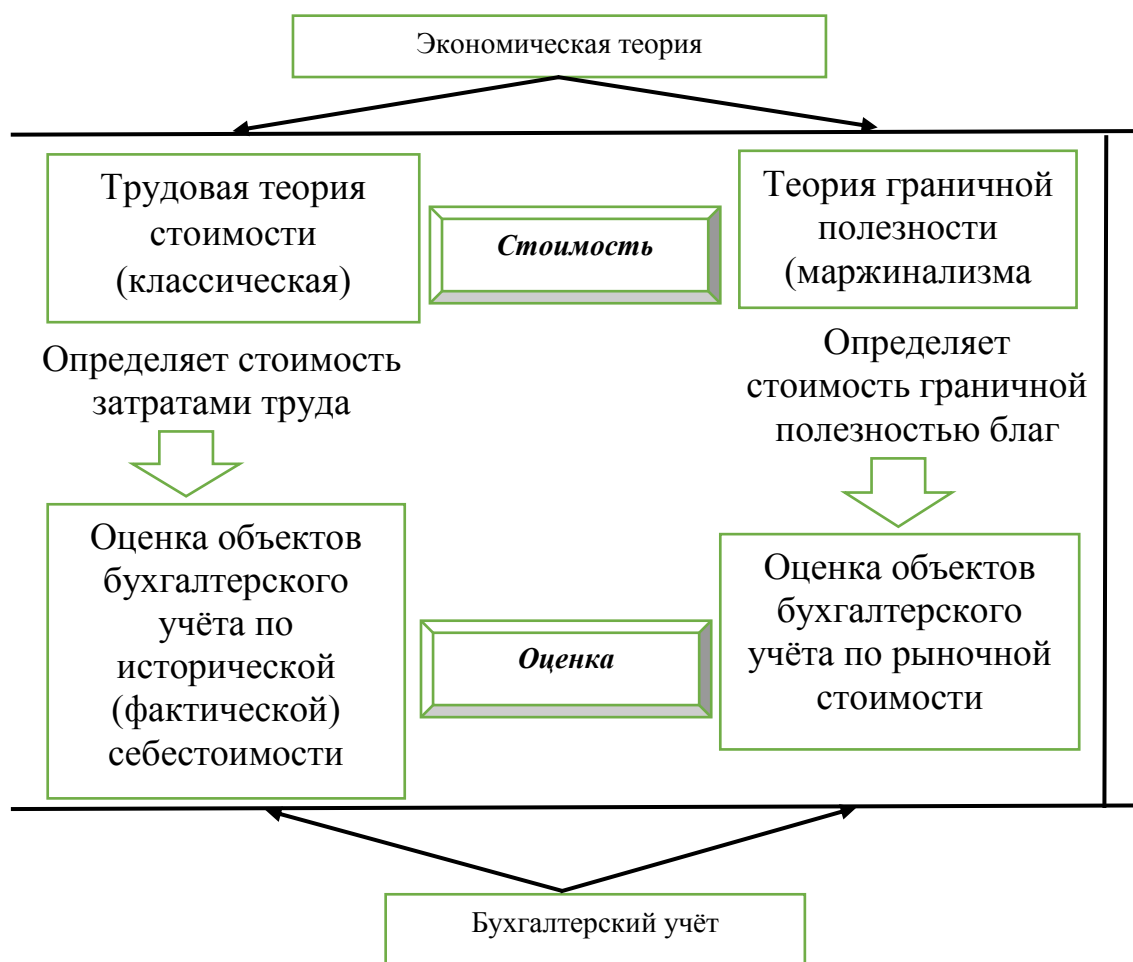 Экономическая теория
Трудовая теория
стоимости
(классическая)
Стоимость
Теория граничной
полезности
(маржинализма
Определяет стоимость
затратами труда
Определяет
стоимость граничной
полезностью благ
Оценка объектов
бухгалтерского
учёта по
исторической
(фактической)
себестоимости
Оценка
Оценка объектов
бухгалтерского
учёта по рыночной
стоимости
Бухгалтерский учёт